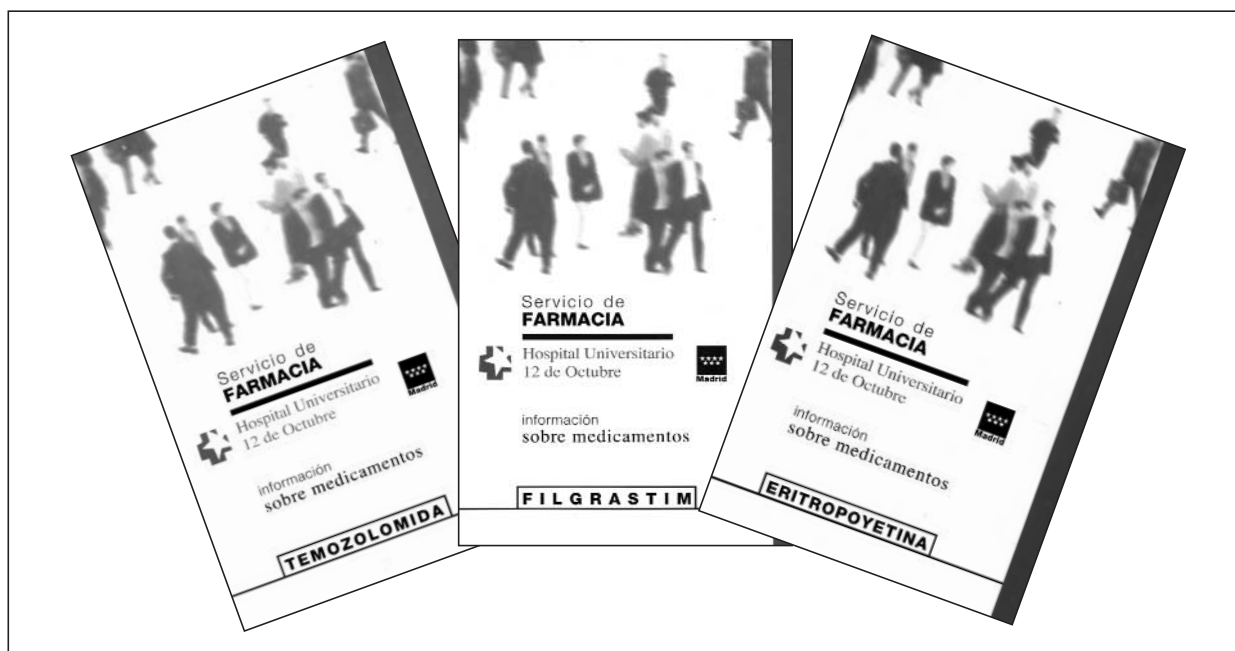 Servicio de
FARMACIA
Hospital Universitario
12 de Octubre
Madrid
información
sobre medicamentos
TEMOZOLOMIDA
Servicio de
FARMACIA
Hospital Universitario
12 de Octubre
Madrid
información
sobre medicamentos
FILGRASTIM
Servicio de
FARMACIA
Hospital Universitario
12 de Octubre
Madrid
información
sobre medicamentos
ERITROPOYETINA